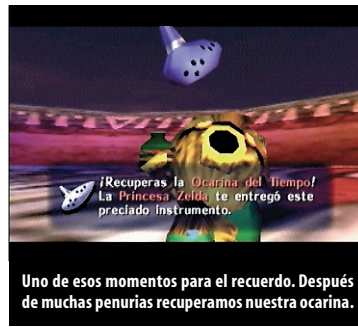 ¡Recuperas la Ocarina del Tiempo!
La Princesa Zelda te entregó este
preciado instrumento.
Uno de esos momentos para el recuerdo. Después
de muchas penurias recuperamos nuestra ocarina.